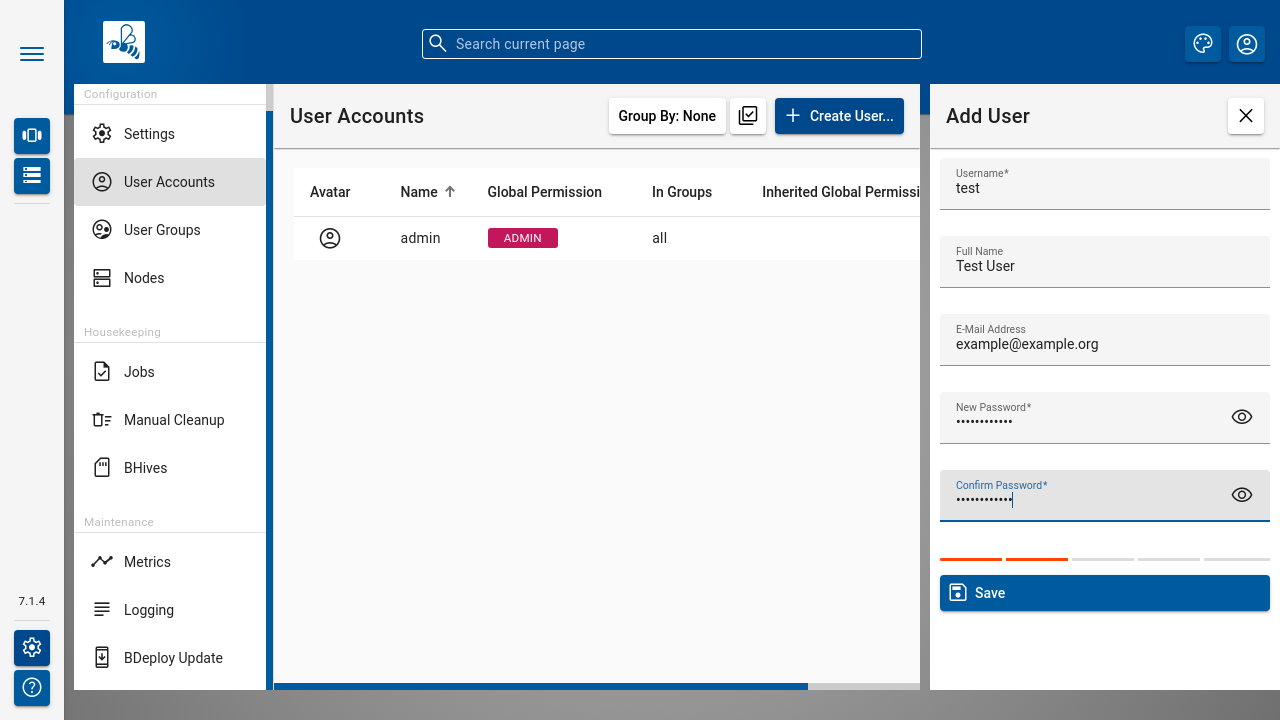 Search current page
Configuration
Settings
User Accounts
User Groups
Nodes
Housekeeping
Jobs
Manual Cleanup
BHives
Maintenance
Metrics
Logging
BDeploy Update
7.1.4
User Accounts
Group By: None
Create User...
Avatar
Name
Global Permission
In Groups
Inherited Global Permissi
admin
ADMIN
all
Add User
Username*
test
Full Name
Test User
E-Mail Address
example@example.org
New Password*
••••••••••••
Confirm Password*
••••••••••••
Save